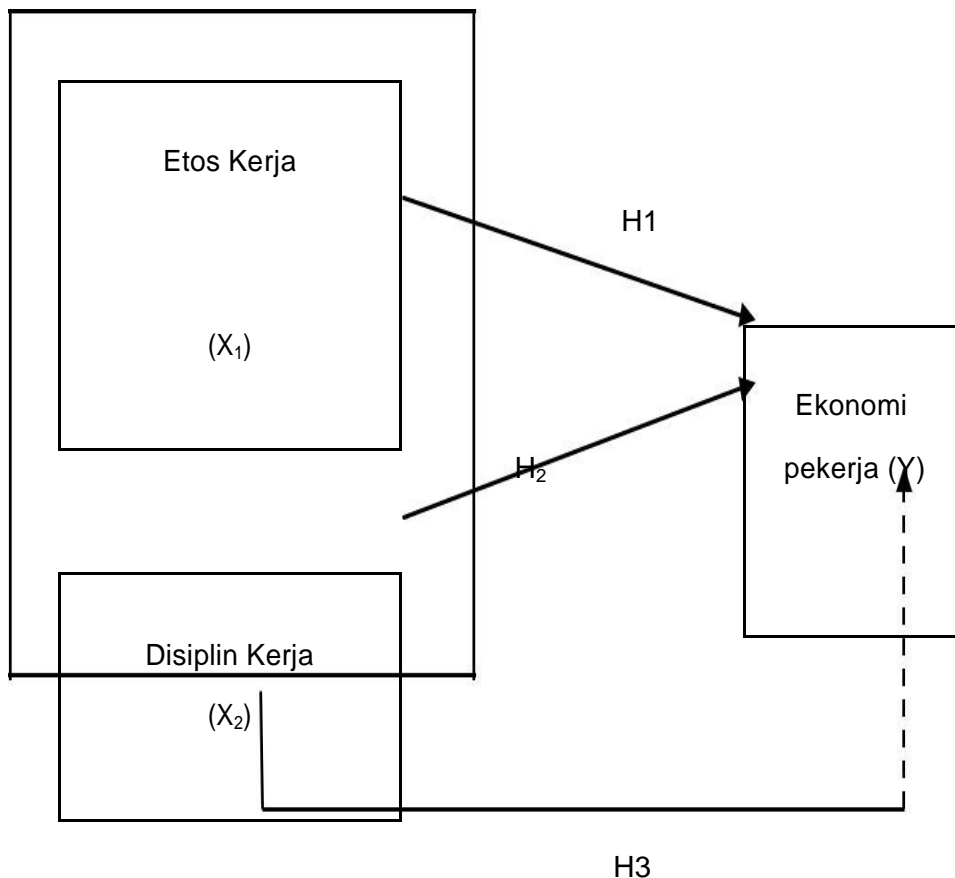 Etos Kerja
(X₁)
H1
Ekonomi
pekerja (Y)
H₂
Disiplin Kerja
(X₂)
H3